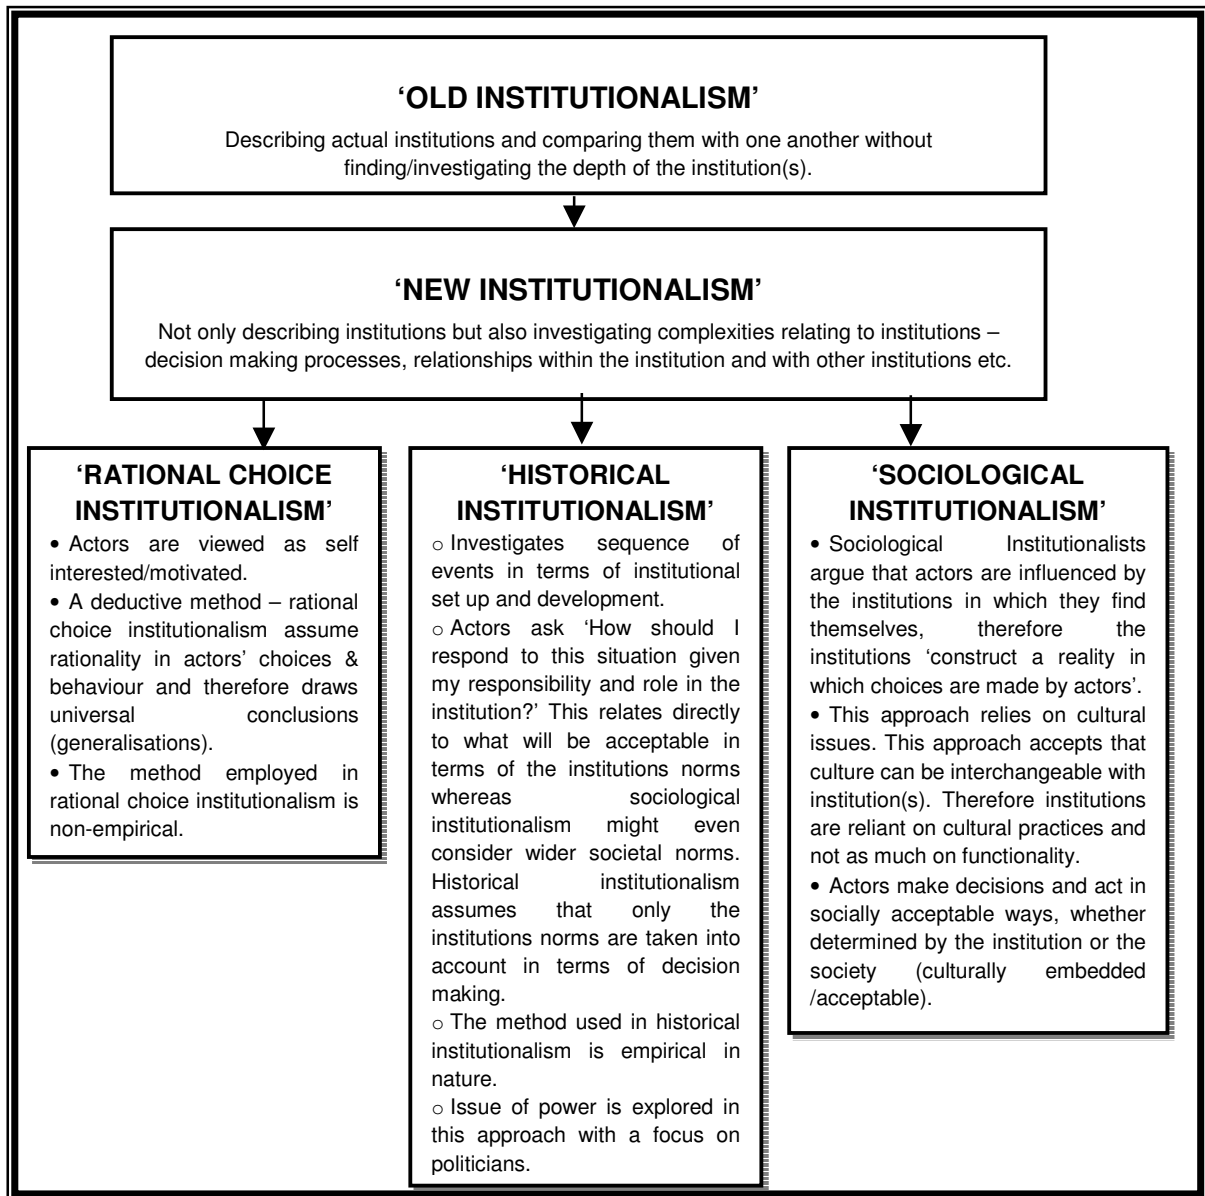 ‘OLD INSTITUTIONALISM’
Describing actual institutions and comparing them with one another without
finding/investigating the depth of the institution(s).
‘NEW INSTITUTIONALISM’
Not only describing institutions but also investigating complexities relating to institutions –
decision making processes, relationships within the institution and with other institutions etc.
‘RATIONAL CHOICE
INSTITUTIONALISM’
• Actors are viewed as self
interested/motivated.
• A deductive method – rational
choice institutionalism assume
rationality in actors’ choices &
behaviour and therefore draws
universal conclusions
(generalisations).
• The method employed in
rational choice institutionalism is
non-empirical.
‘HISTORICAL
INSTITUTIONALISM’
○ Investigates sequence of
events in terms of institutional
set up and development.
○ Actors ask ‘How should I
respond to this situation given
my responsibility and role in the
institution?’ This relates directly
to what will be acceptable in
terms of the institutions norms
whereas sociological
institutionalism might even
consider wider societal norms.
Historical institutionalism
assumes that only the
institutions norms are taken into
account in terms of decision
making.
○ The method used in historical
institutionalism is empirical in
nature.
○ Issue of power is explored in
this approach with a focus on
politicians.
‘SOCIOLOGICAL
INSTITUTIONALISM’
• Sociological Institutionalists
argue that actors are influenced by
the institutions in which they find
themselves, therefore the
institutions ‘construct a reality in
which choices are made by actors’.
• This approach relies on cultural
issues. This approach accepts that
culture can be interchangeable with
institution(s). Therefore institutions
are reliant on cultural practices and
not as much on functionality.
• Actors make decisions and act in
socially acceptable ways, whether
determined by the institution or the
society (culturally embedded
/acceptable).